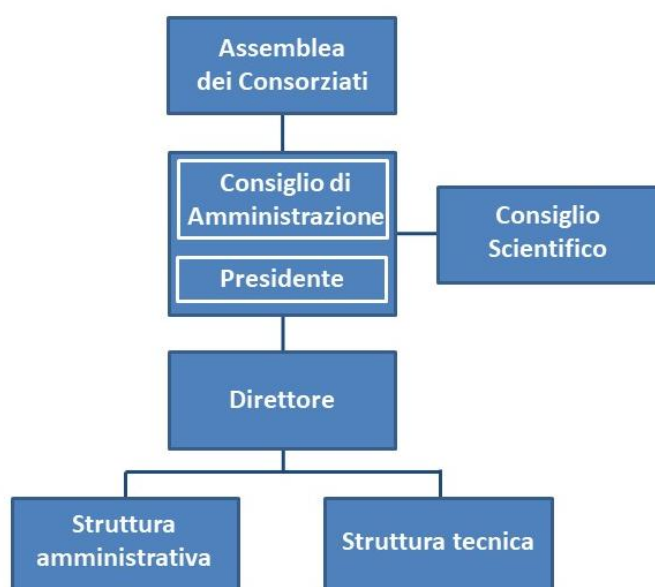 Assemblea
dei Consorziati
Consiglio di
Amministrazione
Presidente
Consiglio
Scientifico
Direttore
Struttura
amministrativa
Struttura tecnica